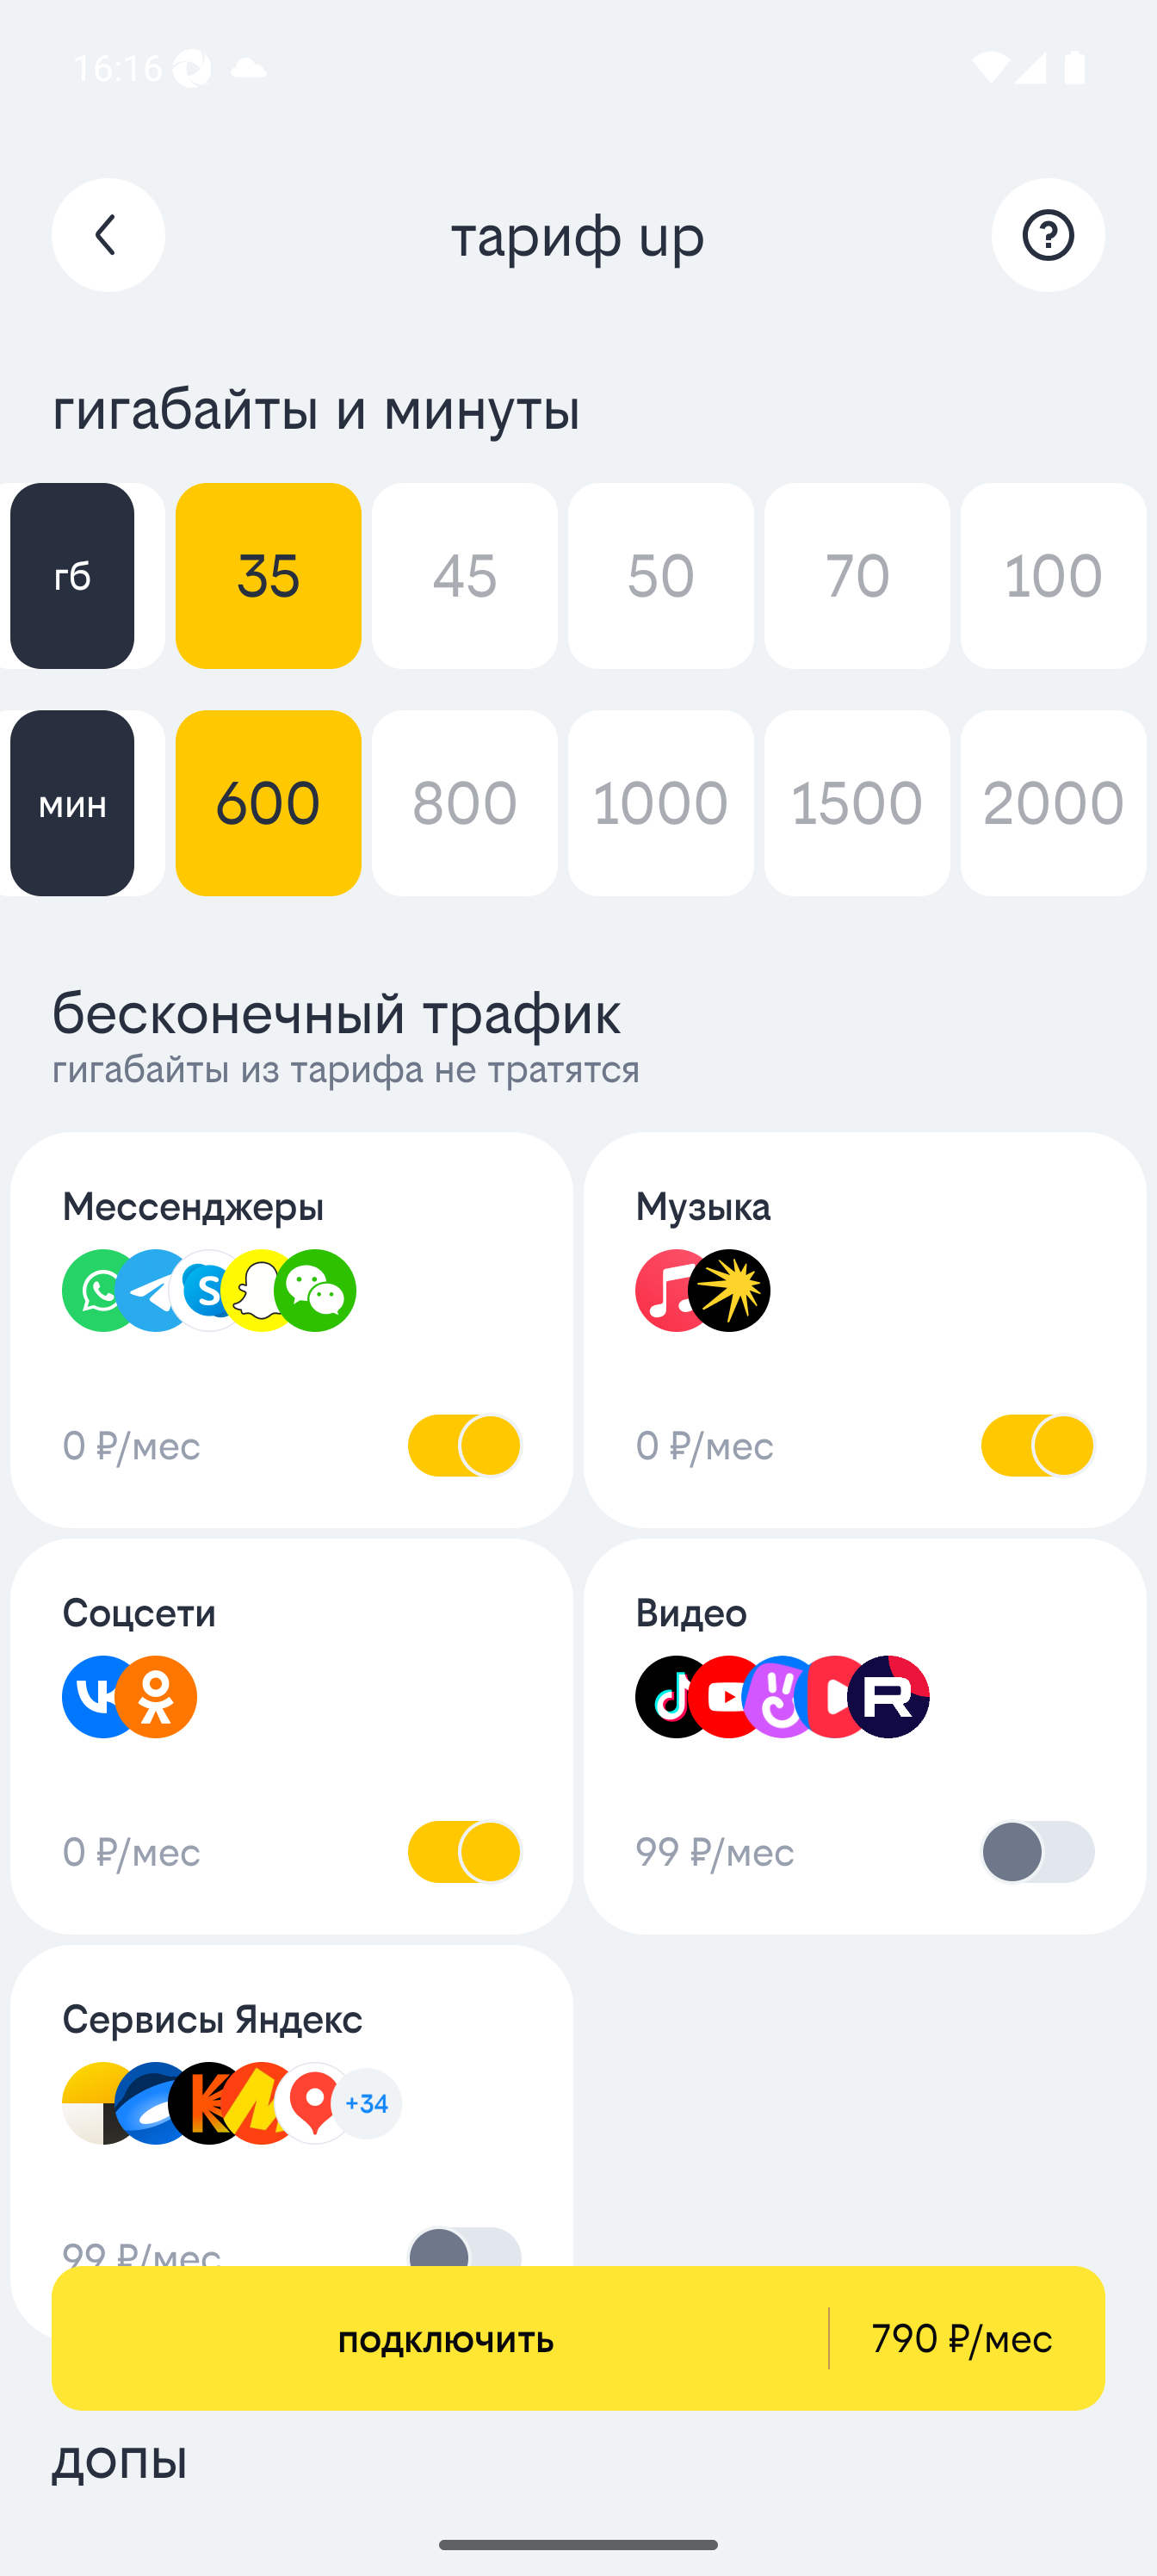 16:16
тариф up
гигабайты и минуты
гб 35 45 50 70 100
мин 600 800 1000 1500 2000
бесконечный трафик
гигабайты из тарифа не тратятся
Мессенджеры
0 ₽/мес
Музыка
0 ₽/мес
Соцсети
0 ₽/мес
Видео
99 ₽/мес
Сервисы Яндекс
+34
99 ₽/мес
подключить 790 ₽/мес
допы